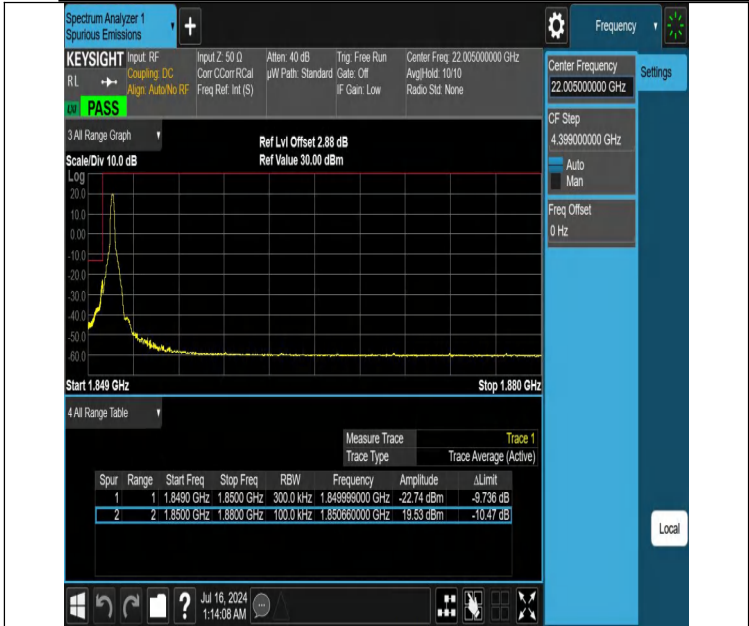 Spectrum Analyzer 1
Spurious Emissions
+
Frequency
KEYSIGHT Input: RF Input Z: 50 Ω Atten: 40 dB Trig: Free Run Center Freq: 22.005000000 GHz
RL Coupling: DC Corr CCorr RCal µW Path: Standard Gate: Off Avg|Hold: 10/10
Align: Auto/No RF Freq Ref: Int (S) IF Gain: Low Radio Std: None
PASS
Center Frequency
22.005000000 GHz
Settings
CF Step
4.399000000 GHz
Auto
Man
Freq Offset
0 Hz
3 All Range Graph
Ref Lvl Offset 2.88 dB
Scale/Div 10.0 dB Ref Value 30.00 dBm
Log
20.0
10.0
0.00
-10.0
-20.0
-30.0
-40.0
-50.0
-60.0
Start 1.849 GHz Stop 1.880 GHz
4 All Range Table
Measure Trace Trace 1
Trace Type Trace Average (Active)
Spur Range Start Freq Stop Freq RBW Frequency Amplitude ΔLimit
1 1 1.8490 GHz 1.8500 GHz 300.0 kHz 1.849999000 GHz -22.74 dBm -9.736 dB
2 2 1.8500 GHz 1.8800 GHz 100.0 kHz 1.850660000 GHz 19.53 dBm -10.47 dB
Local
?
Jul 16, 2024
1:14:08 AM